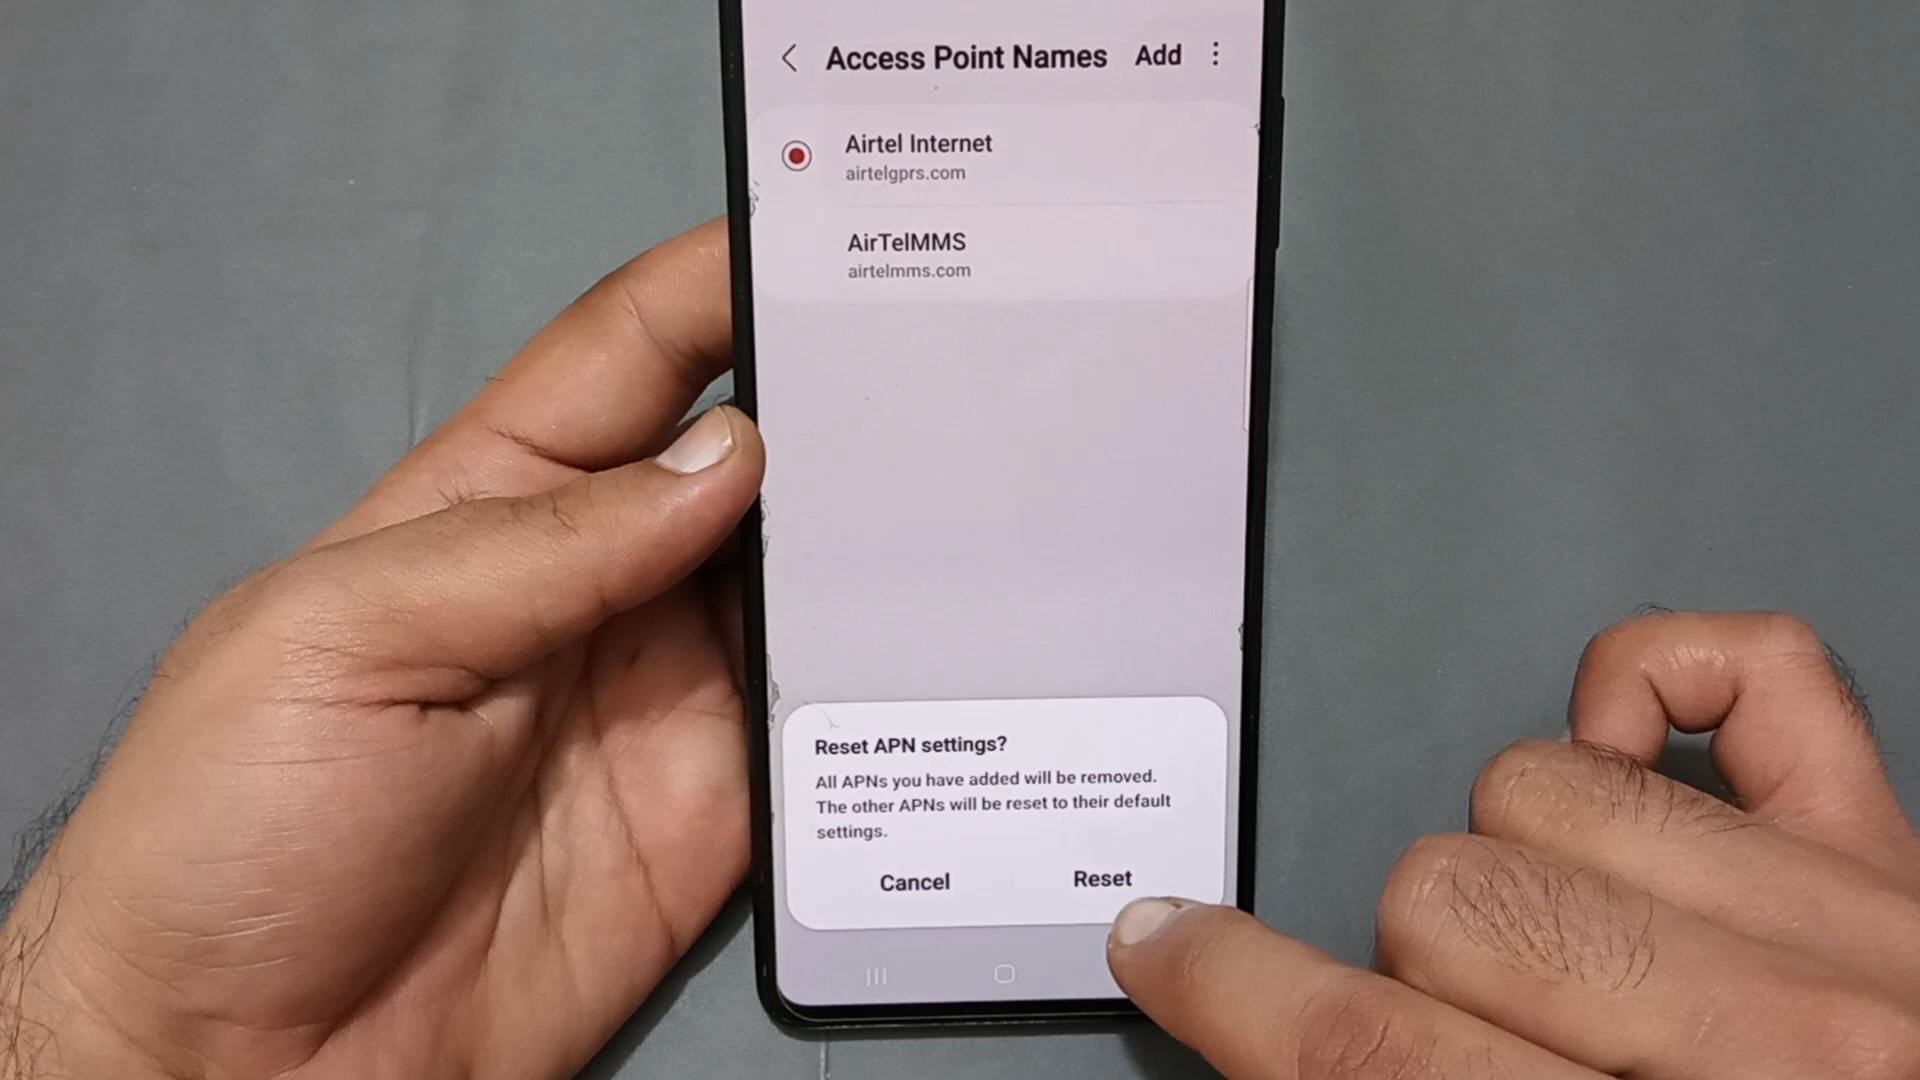 Access Point Names Add
Airtel Internet
airtelgprs.com
AirTelMMS
airtelmms.com
Reset APN settings?
All APNs you have added will be removed.
The other APNs will be reset to their default
settings.
Cancel Reset